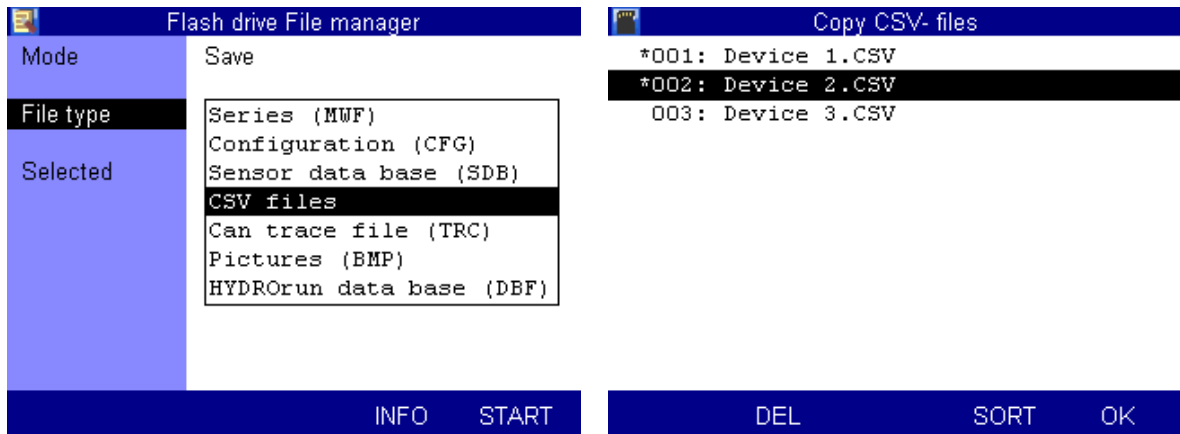 Flash drive File manager
Mode Save
File type
Series (MWF)
Configuration (CFG)
Selected
Sensor data base (SDB)
CSV files
Can trace file (TRC)
Pictures (BMP)
HYDROrun data base (DBF)
INFO START
Copy CSV- files
*001: Device 1.CSV
*002: Device 2.CSV
003: Device 3.CSV
DEL SORT OK